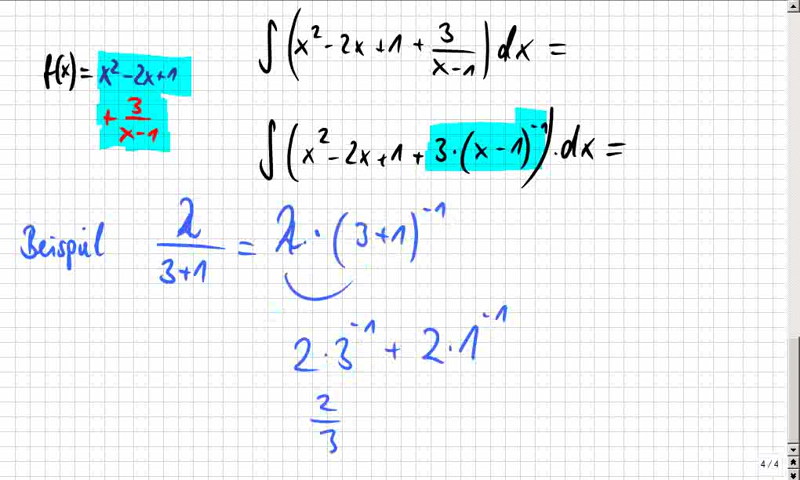 ∫(x² - 2x + 1 + 3/(x-1)) dx =
f(x) = x² - 2x + 1
+ 3/(x-1)
∫(x² - 2x + 1 + 3·(x-1)⁻¹)·dx =
Beispiel 2/(3+1) = 2·(3+1)⁻¹
2·3⁻¹ + 2·1⁻¹
2/3
4/4